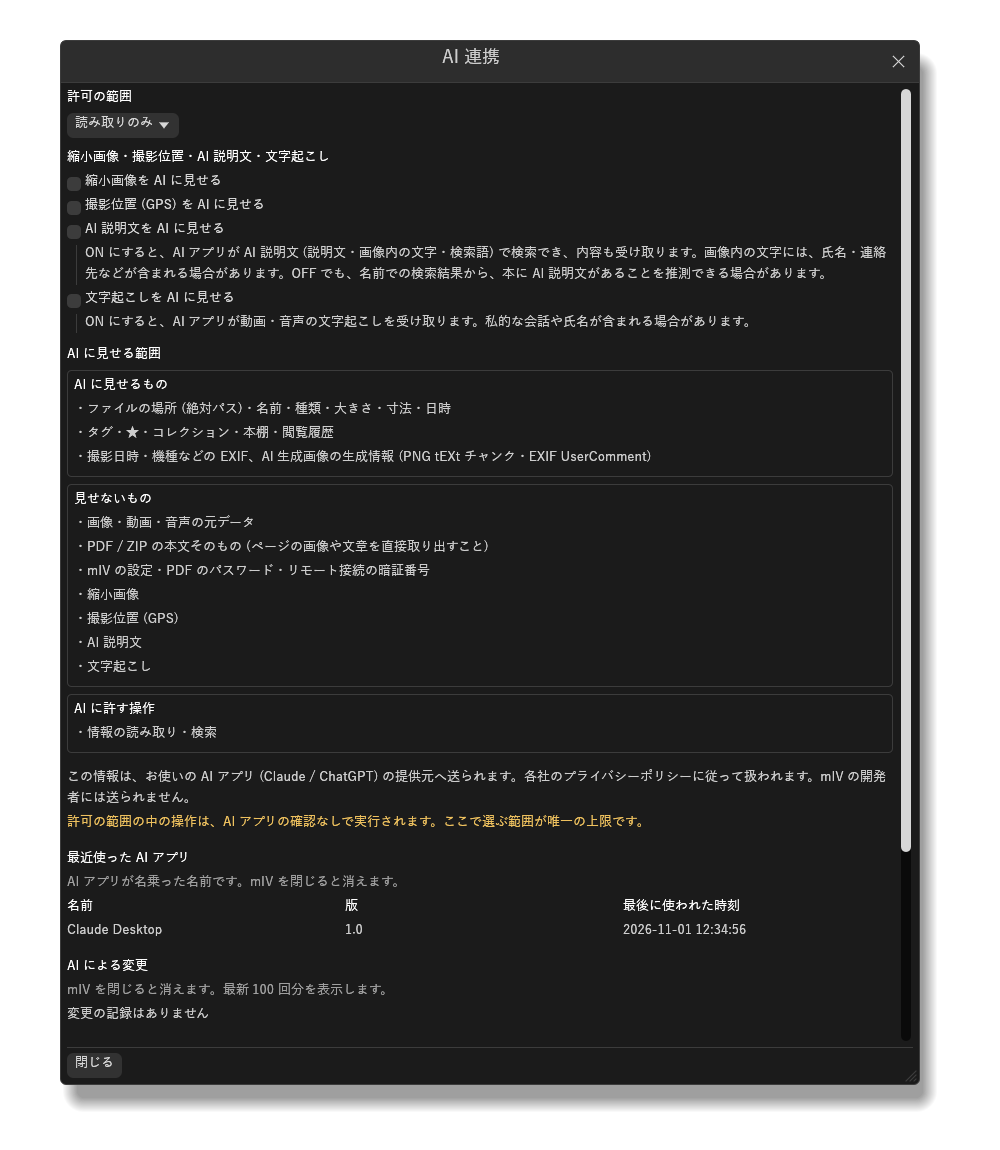 AI 連携
許可の範囲
読み取りのみ
縮小画像・撮影位置・AI 説明文・文字起こし
縮小画像を AI に見せる
撮影位置 (GPS) を AI に見せる
AI 説明文を AI に見せる
ON にすると、AI アプリが AI 説明文 (説明文・画像内の文字・検索語) で検索でき、内容も受け取ります。画像内の文字には、氏名・連絡
先などが含まれる場合があります。OFF でも、名前での検索結果から、本に AI 説明文があることを推測できる場合があります。
文字起こしを AI に見せる
ON にすると、AI アプリが動画・音声の文字起こしを受け取ります。私的な会話や氏名が含まれる場合があります。
AI に見せる範囲
AI に見せるもの
・ファイルの場所 (絶対パス)・名前・種類・大きさ・寸法・日時
・タグ・★・コレクション・本棚・閲覧履歴
・撮影日時・機種などの EXIF、AI 生成画像の生成情報 (PNG tEXt チャンク・EXIF UserComment)
見せないもの
・画像・動画・音声の元データ
・PDF / ZIP の本文そのもの (ページの画像や文章を直接取り出すこと)
・mIV の設定・PDF のパスワード・リモート接続の暗証番号
・縮小画像
・撮影位置 (GPS)
・AI 説明文
・文字起こし
AI に許す操作
・情報の読み取り・検索
この情報は、お使いの AI アプリ (Claude / ChatGPT) の提供元へ送られます。各社のプライバシーポリシーに従って扱われます。mIV の開発
者には送られません。
許可の範囲の中の操作は、AI アプリの確認なしで実行されます。ここで選ぶ範囲が唯一の上限です。
最近使った AI アプリ
AI アプリが名乗った名前です。mIV を閉じると消えます。
名前 版 最後に使われた時刻
Claude Desktop 1.0 2026-11-01 12:34:56
AI による変更
mIV を閉じると消えます。最新 100 回分を表示します。
変更の記録はありません
閉じる